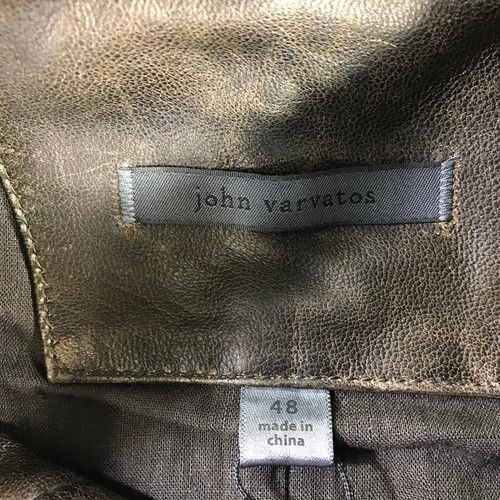 john varvatos
48
made in
china